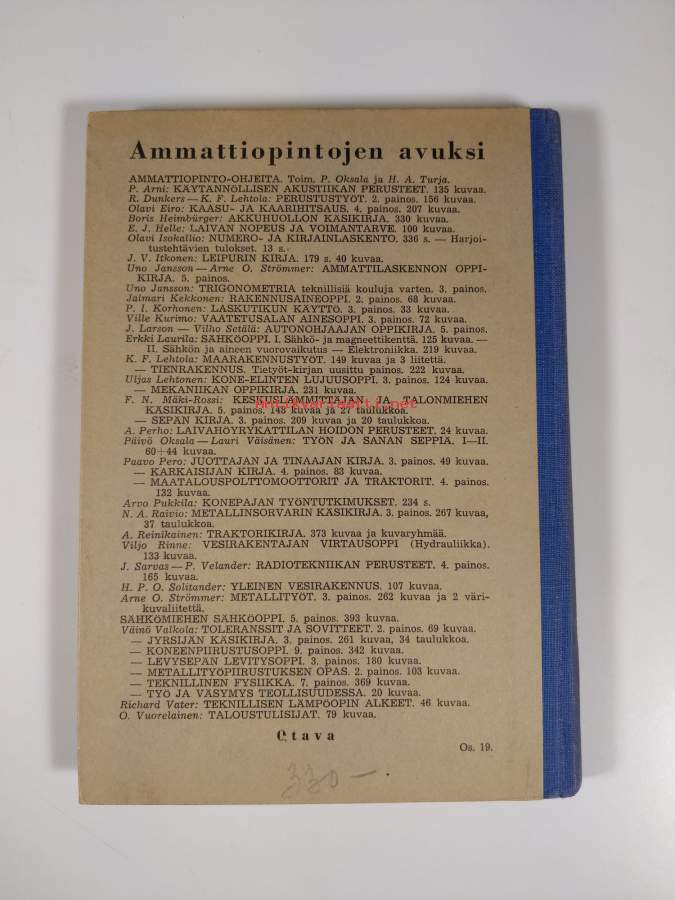 Ammattiopintojen avuksi
AMMATTIOPINTO-OHJEITA. Toim. P. Oksala ja H. A. Turja.
P. Arni: KÄYTÄNNÖLLISEN AKUSTIIKAN PERUSTEET. 135 kuvaa.
R. Dunkers — K. F. Lehtola: PERUSTUSTYÖT. 2. painos. 156 kuvaa.
Olavi Eiro: KAASU- JA KAARIHITSAUS. 4. painos. 207 kuvaa.
Boris Heimbürger: AKKUHUOLLON KÄSIKIRJA. 330 kuvaa.
E. J. Helle: LAIVAN NOPEUS JA VOIMANTARVE. 100 kuvaa.
Olavi Isokallio: NUMERO- JA KIRJAINLASKENTO. 336 s. — Harjoi-
tustehtävien tulokset. 13 s.
J. V. Itkonen: LEIPURIN KIRJA. 179 s. 40 kuvaa.
Uno Jansson — Arne O. Strömmer: AMMATTILASKENNON OPPI-
KIRJA. 5. painos.
Uno Jansson: TRIGONOMETRIA teknillisiä kouluja varten. 3. painos.
Jalmari Kekkonen: RAKENNUSAINEOPPI. 2. painos. 68 kuvaa.
P. I. Korhonen: LASKUTIKUN KÄYTTÖ. 3. painos. 33 kuvaa.
Ville Kurimo: VAATETUSALAN AINESOPPI. 3. painos. 72 kuvaa.
J. Larson — Vilho Setälä: AUTONOHJAAJAN OPPIKIRJA. 5. painos.
Erkki Laurila: SÄHKÖOPPI. I. Sähkö- ja magneettikenttä. 125 kuvaa. —
II. Sähkön ja aineen vuorovaikutus — Elektroniikka. 219 kuvaa.
K. F. Lehtola: MAARAKENNUSTYÖT. 149 kuvaa ja 3 liitettä.
— TIENRAKENNUS. Tietyöt-kirjan uusittu painos. 222 kuvaa.
Uljas Lehtonen: KONE-ELINTEN LUJUUSOPPI. 3. painos. 124 kuvaa.
— MEKANIIKAN OPPIKIRJA. 231 kuvaa.
F. N. Mäki-Rossi: KESKUSLÄMMITTÄJÄN JA TALONMIEHEN
KÄSIKIRJA. 5. painos. 143 kuvaa ja 27 taulukkoa.
antikvariaatti.net
— SEPÄN KIRJA. 3. painos. 209 kuvaa ja 20 taulukkoa.
A. Perho: LAIVAHÖYRYKATTILAN HOIDON PERUSTEET. 24 kuvaa.
Päivö Oksala — Lauri Väisänen: TYÖN JA SANAN SEPPIÄ. I—II.
60+44 kuvaa.
Paavo Pero: JUOTTAJAN JA TINAAJAN KIRJA. 3. painos. 49 kuvaa.
— KARKAISIJAN KIRJA. 4. painos. 83 kuvaa.
— MAATALOUSPOLTTOMOOTTORIT JA TRAKTORIT. 4. painos.
132 kuvaa.
Arvo Pukkila: KONEPAJAN TYÖNTUTKIMUKSET. 234 s.
N. A. Raivio: METALLINSORVARIN KÄSIKIRJA. 3. painos. 267 kuvaa,
37 taulukkoa.
A. Reinikainen: TRAKTORIKIRJA. 373 kuvaa ja kuvaryhmää.
Viljo Rinne: VESIRAKENTAJAN VIRTAUSOPPI (Hydrauliikka).
133 kuvaa.
J. Sarvas — P. Velander: RADIOTEKNIIKAN PERUSTEET. 4. painos.
165 kuvaa.
H. P. O. Solitander: YLEINEN VESIRAKENNUS. 107 kuvaa.
Arne O. Strömmer: METALLITYÖT. 3. painos. 262 kuvaa ja 2 väri-
kuvaliitettä.
SÄHKÖMIEHEN SÄHKÖOPPI. 5. painos. 393 kuvaa.
Väinö Valkola: TOLERANSSIT JA SOVITTEET. 2. painos. 69 kuvaa.
— JYRSIJÄN KÄSIKIRJA. 3. painos. 261 kuvaa, 34 taulukkoa.
— KONEENPIIRUSTUSOPPI. 9. painos. 342 kuvaa.
— LEVYSEPÄN LEVITYSOPPI. 3. painos. 180 kuvaa.
— METALLITYÖPIIRUSTUKSEN OPAS. 2. painos. 103 kuvaa.
— TEKNILLINEN FYSIIKKA. 7. painos. 369 kuvaa.
— TYÖ JA VÄSYMYS TEOLLISUUDESSA. 20 kuvaa.
Richard Vater: TEKNILLISEN LÄMPÖOPIN ALKEET. 46 kuvaa.
O. Vuorelainen: TALOUSTULISIJAT. 79 kuvaa.
Otava
Os. 19.
330 —